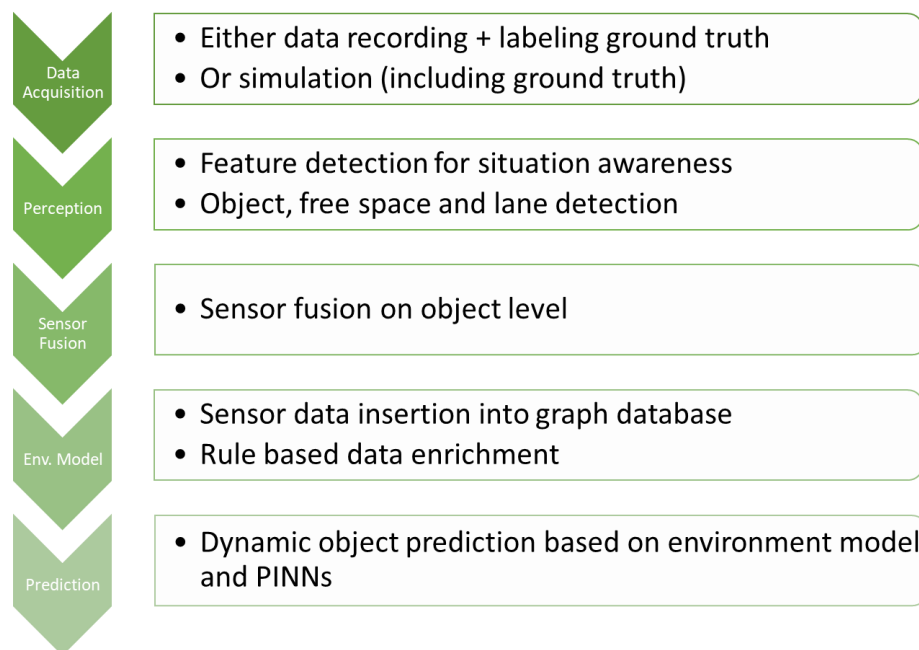 Data
Acquisition
• Either data recording + labeling ground truth
• Or simulation (including ground truth)
Perception
• Feature detection for situation awareness
• Object, free space and lane detection
Sensor
Fusion
• Sensor fusion on object level
Env. Model
• Sensor data insertion into graph database
• Rule based data enrichment
Prediction
• Dynamic object prediction based on environment model
and PINNs